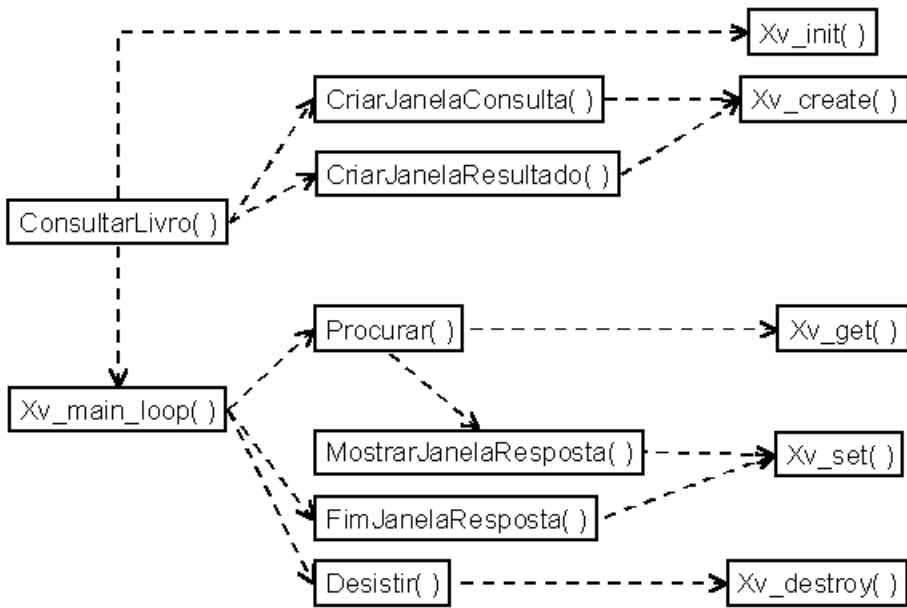 Xv_init( )
CriarJanelaConsulta( )
Xv_create( )
CriarJanelaResultado( )
ConsultarLivro( )
Procurar( )
Xv_get( )
Xv_main_loop( )
MostrarJanelaResposta( )
Xv_set( )
FimJanelaResposta( )
Desistir( )
Xv_destroy( )